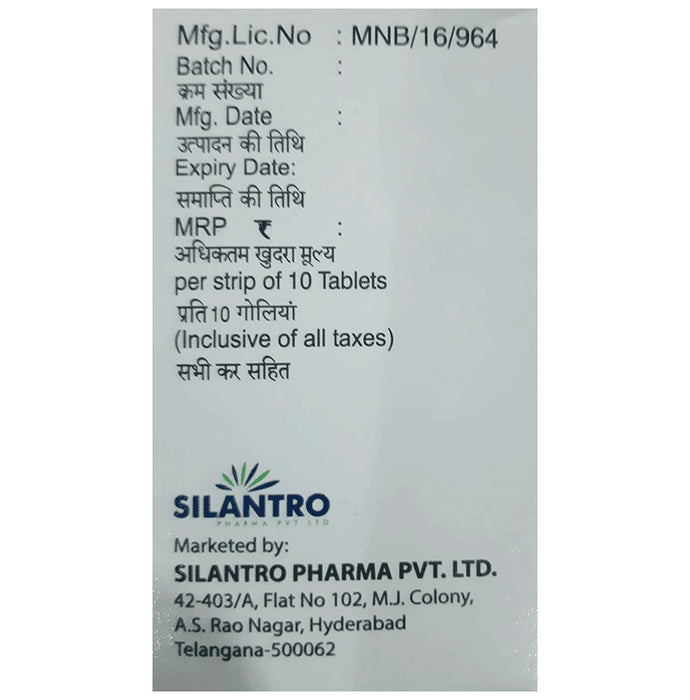 Mfg.Lic.No : MNB/16/964
Batch No. :
क्रम संख्या
Mfg. Date :
उत्पादन की तिथि
Expiry Date:
समाप्ति की तिथि
MRP ₹ :
अधिकतम खुदरा मूल्य
per strip of 10 Tablets
प्रति 10 गोलियां
(Inclusive of all taxes)
सभी कर सहित
SILANTRO
PHARMA PVT LTD
Marketed by:
SILANTRO PHARMA PVT. LTD.
42-403/A, Flat No 102, M.J. Colony,
A.S. Rao Nagar, Hyderabad
Telangana-500062